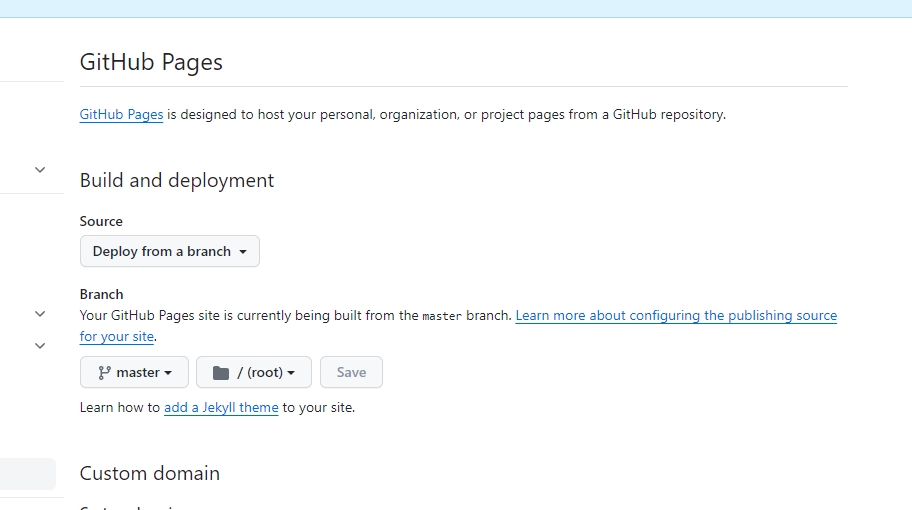 GitHub Pages
GitHub Pages is designed to host your personal, organization, or project pages from a GitHub repository.
Build and deployment
Source
Deploy from a branch
Branch
Your GitHub Pages site is currently being built from the master branch. Learn more about configuring the publishing source
for your site.
master / (root) Save
Learn how to add a Jekyll theme to your site.
Custom domain